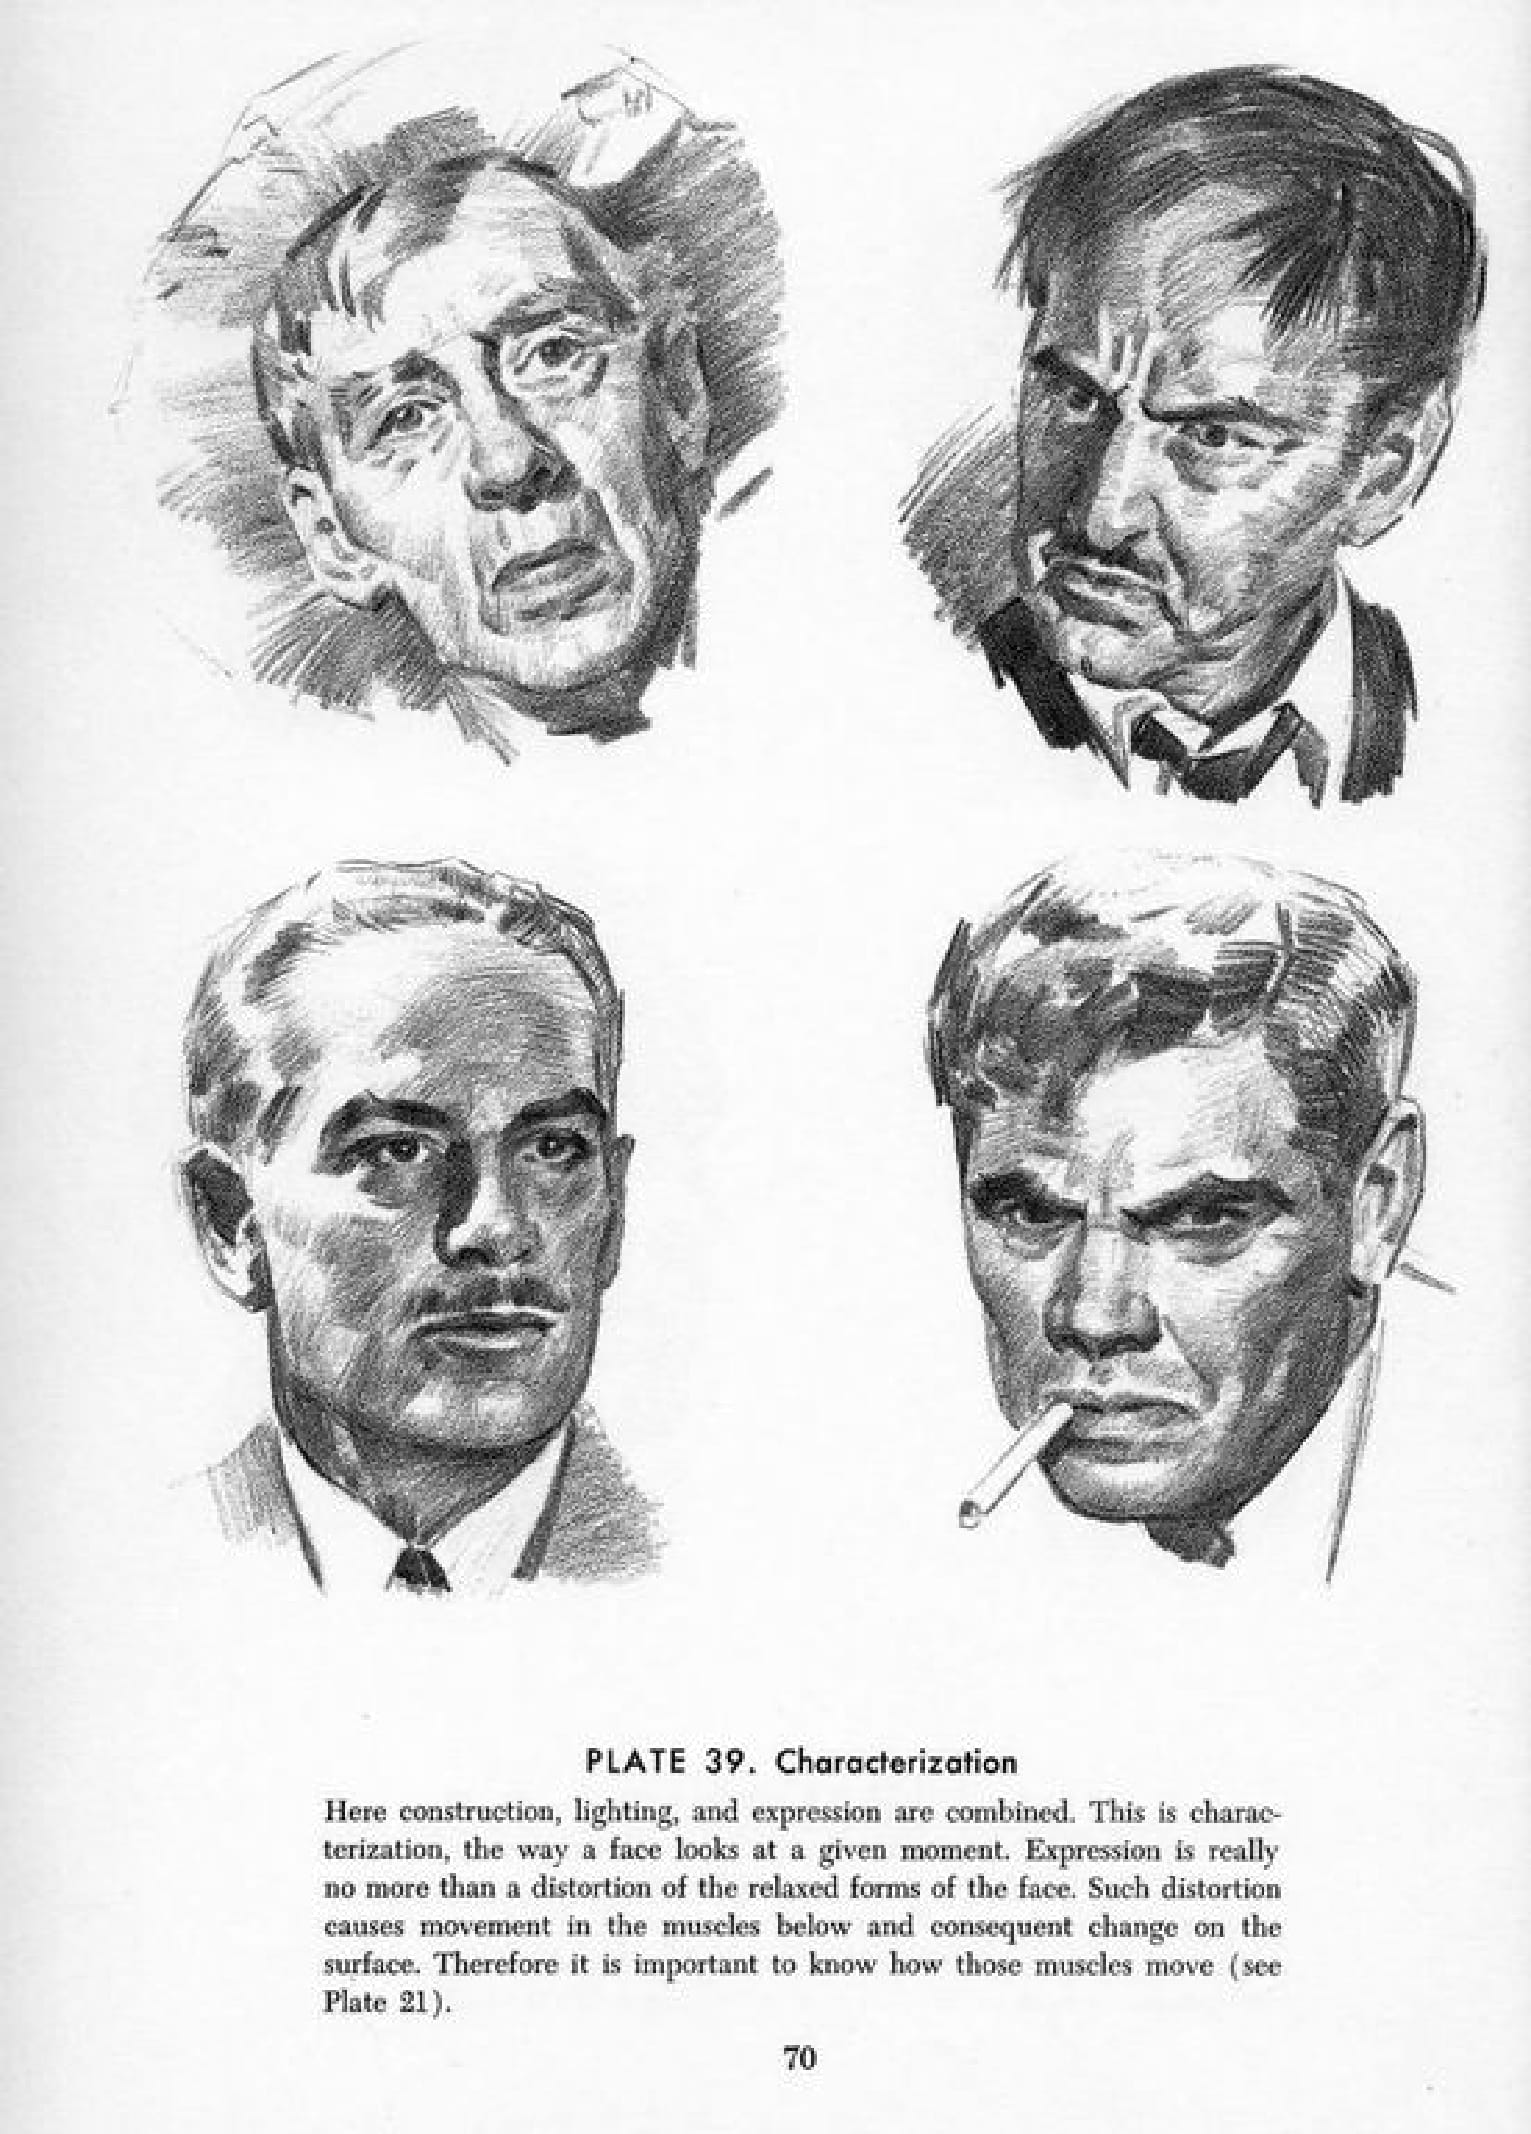 PLATE 39. Characterization
Here construction, lighting, and expression are combined. This is charac-
terization, the way a face looks at a given moment. Expression is really
no more than a distortion of the relaxed forms of the face. Such distortion
causes movement in the muscles below and consequent change on the
surface. Therefore it is important to know how those muscles move (see
Plate 21).
70